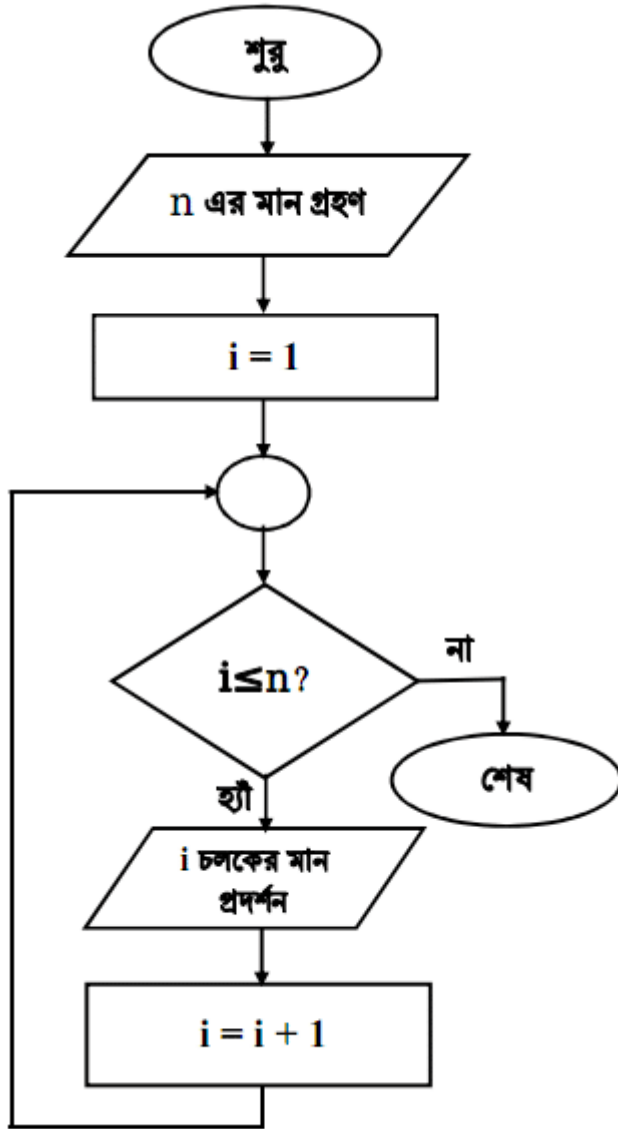 শুরু
n এর মান গ্রহণ
i = 1
i≤n?
না
শেষ
হ্যাঁ
i চলকের মান
প্রদর্শন
i = i + 1